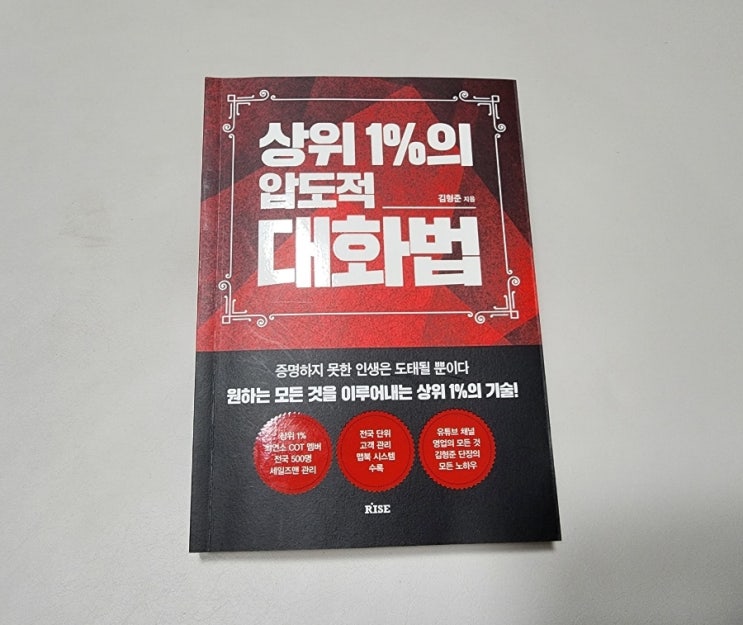 상위 1%의
압도적
김형준 지음
대화법
증명하지 못한 인생은 도태될 뿐이다
원하는 모든 것을 이루어내는 상위 1%의 기술!
상위 1%
최연소 COT 멤버
전국 500명
세일즈맨 관리
전국 단위
고객 관리
맵북 시스템
수록
유튜브 채널
영업의 모든 것
김형준 단장의
모든 노하우
RISE